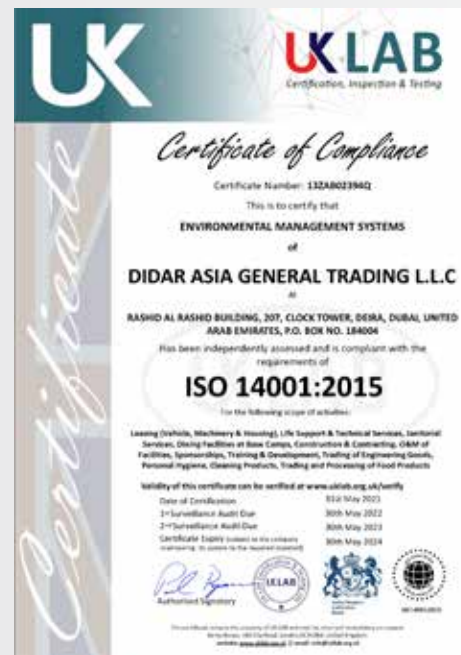 UK
UKLAB
Certification, Inspection & Testing
Certificate
Certificate of Compliance
Certificate Number: 13ZAB02394Q
This is to certify that
ENVIRONMENTAL MANAGEMENT SYSTEMS
of
DIDAR ASIA GENERAL TRADING L.L.C
At
RASHID AL RASHID BUILDING, 207, CLOCK TOWER, DEIRA, DUBAI, UNITED
ARAB EMIRATES, P.O. BOX NO. 184004
Has been independently assessed and is compliant with the
requirements of
ISO 14001:2015
For the following scope of activities:
Leasing (Vehicle, Machinery & Housing), Life Support & Technical Services, Janitorial
Services, Dining Facilities at Base Camps, Construction & Contracting, O&M of
Facilities, Sponsorships, Training & Development, Trading of Engineering Goods,
Personal Hygiene, Cleaning Products, Trading and Processing of Food Products
Validity of this certificate can be verified at www.uklab.org.uk/verify
Date of Certification 31st May 2021
1st Surveillance Audit Due 30th May 2022
2nd Surveillance Audit Due 30th May 2023
Certificate Expiry 30th May 2024
UKLAB
Authorised Signatory